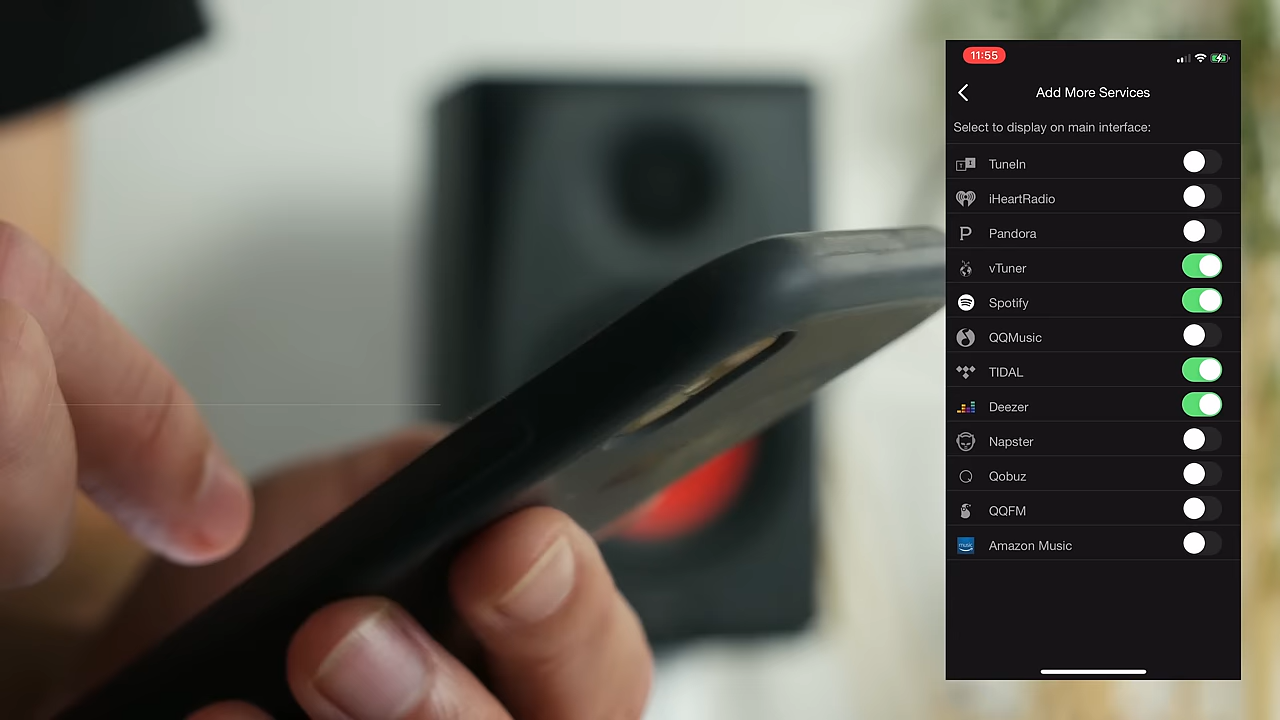 11:55
Add More Services
Select to display on main interface:
TuneIn
iHeartRadio
Pandora
vTuner
Spotify
QQMusic
TIDAL
Deezer
Napster
Qobuz
QQFM
music
Amazon Music